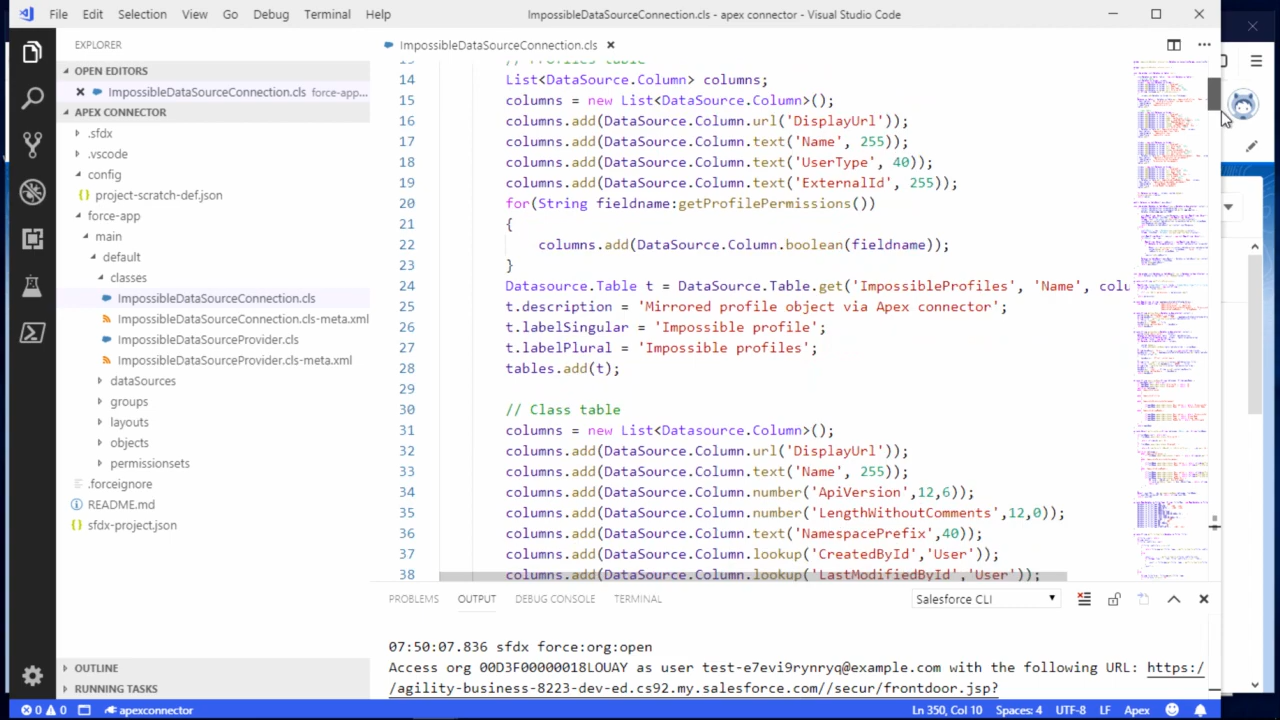 File Edit Selection View Go Debug Terminal Help
ImpossibleDataSourceConnection.cls - apex connector - Visual Studio Code
EXPLORER
OPEN EDITORS
ImpossibleDataSourceConnection.cls force-app...
APEX CONNECTOR
.sfdx
.vscode
config
project-scratch-def.json
force-app
main
default
classes
ImpossibleDataSourceConnection.cls
ImpossibleDataSourceConnection.cls-meta.xml
ImpossibleDataSourceProvider.cls
ImpossibleDataSourceProvider.cls-meta.xml
dataSources
groups
layouts
objects
permissionsets
.forceignore
README.md
sfdx-project.json
OUTLINE
RUNNING TASKS
ImpossibleDataSourceConnection.cls
13 // Profiles table
14 List<DataSource.Column> columns;
15 columns = new List<DataSource.Column>();
16 columns.add(DataSource.Column.url('DisplayUrl'));
17 columns.add(DataSource.Column.text('Name', 255));
18 columns.add(DataSource.Column.text('UserType', 40));
19 columns.add(DataSource.Column.text('ExternalId', 255));
20 for(String fieldname:getProfilePermissions())
21
22 columns.add(DataSource.Column.boolean(fieldname));
23
24 Datasource.Table t = DataSource.Table.get('ImpossibleProfiles', 'Name', colu
25
26 t.labelSingular = 'Impossible Profile';
27
28 tables.add(t);
29
30 // Class table
31 columns = new List<Datasource.Column>();
32 columns.add(DataSource.Column.url('DisplayUrl'));
33 columns.add(DataSource.Column.text('Name', 255));
34 columns.add(DataSource.Column.number('ApiVersion',12,6));
35 columns.add(DataSource.Column.number('LengthWithoutComments',12,0));
36 columns.add(DataSource.Column.text('NamespacePrefix',40));
37 columns.add(DataSource.Column.lookup('CreatedById','User'));
38 columns.add(DataSource.Column.lookup('LastModifiedById','User'));
PROBLEMS OUTPUT DEBUG CONSOLE TERMINAL
Salesforce CLI
07:50:07.836 sfdx force:org:open
Access org 00D3F00000018LOUAY as user test-e7evi9rynryq@example.com with the following URL: https:/
/agility-business-8223-dev-ed.cs92.my.salesforce.com//secur/frontdoor.jsp?
0 0 apexconnector Ln 350, Col 10 Spaces: 4 UTF-8 LF Apex